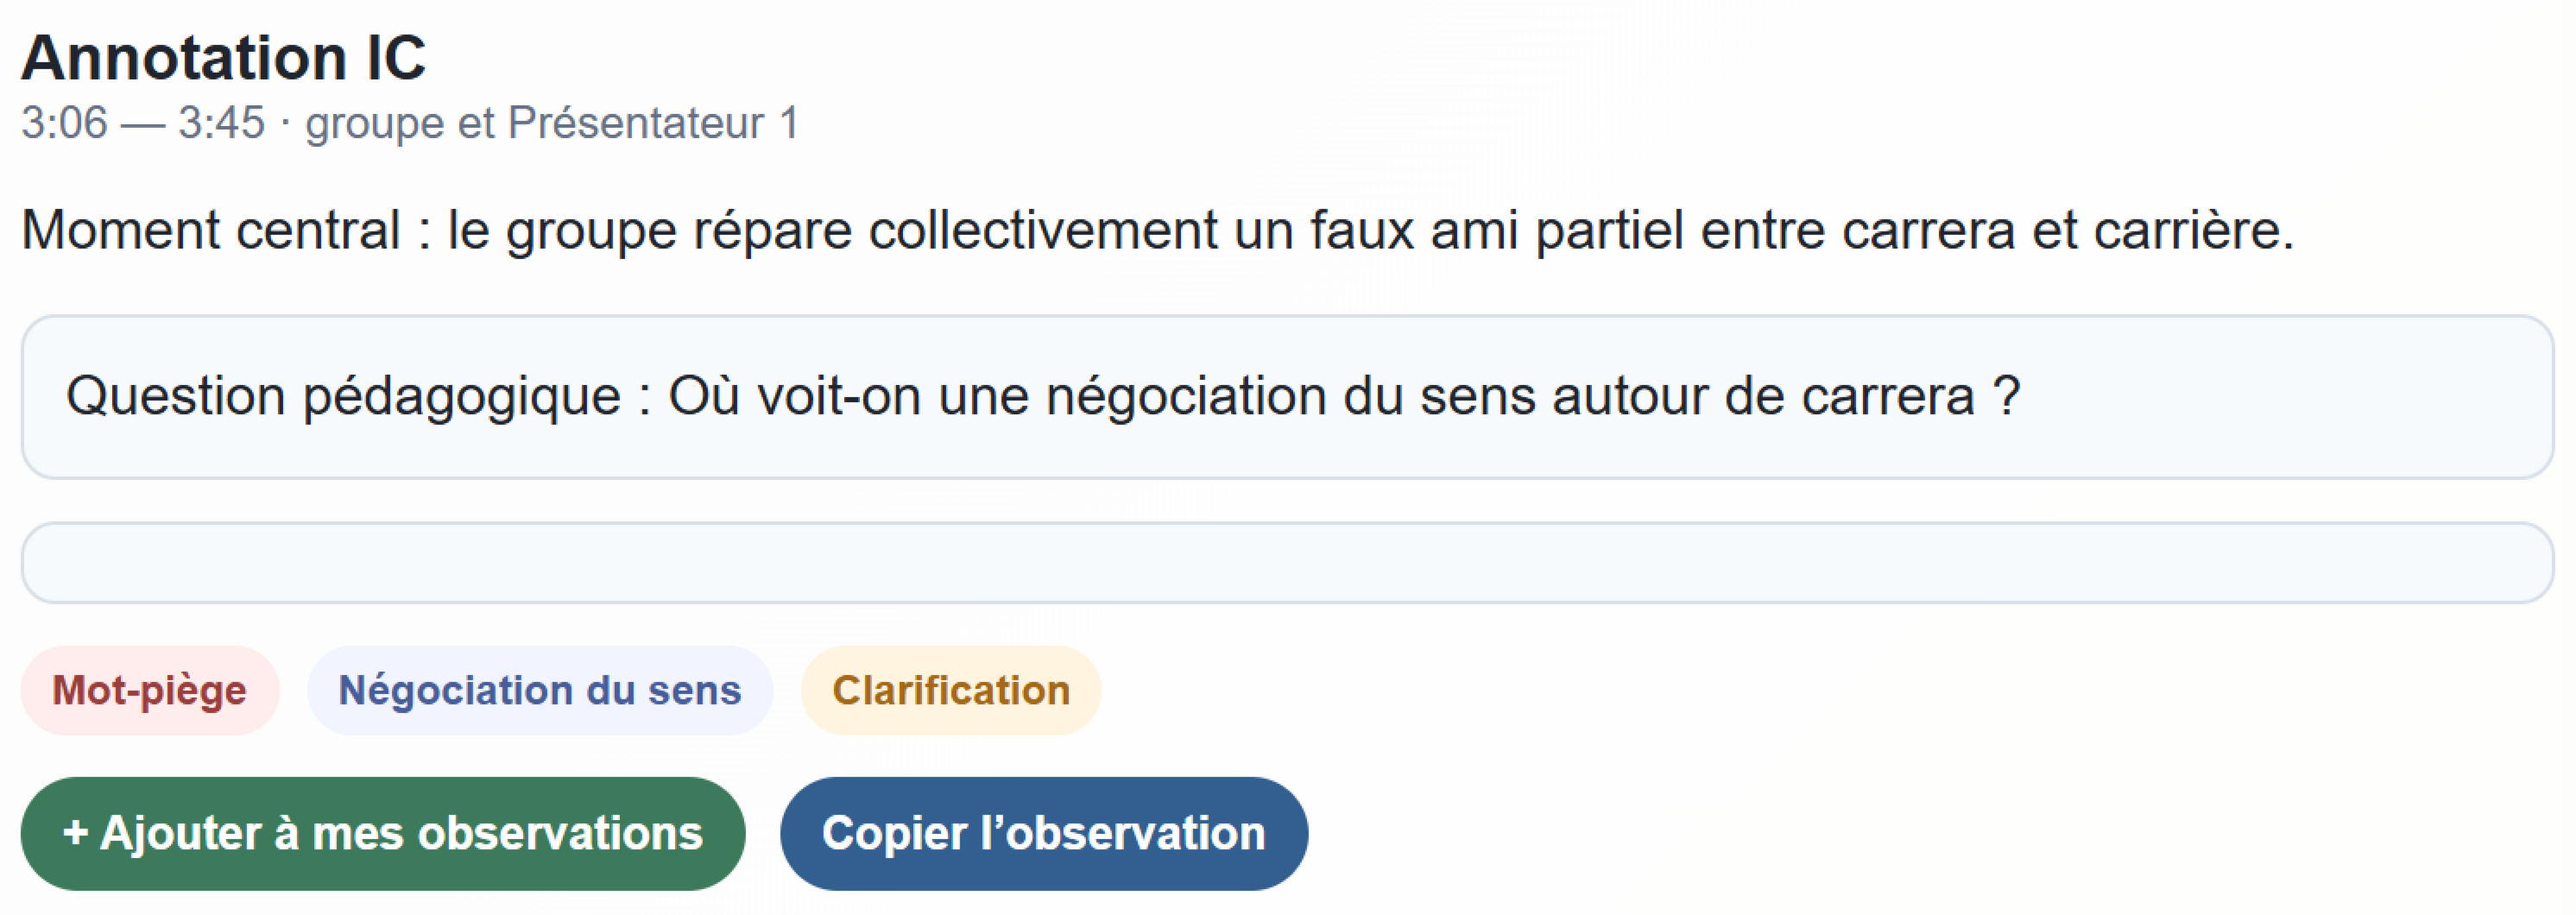 Annotation IC
3:06 — 3:45 · groupe et Présentateur 1
Moment central : le groupe répare collectivement un faux ami partiel entre carrera et carrière.
Question pédagogique : Où voit-on une négociation du sens autour de carrera ?
Mot-piège Négociation du sens Clarification
+ Ajouter à mes observations Copier l’observation